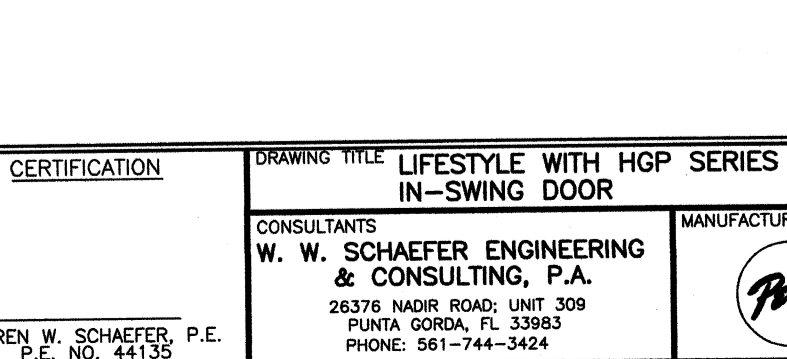 CERTIFICATION
REN W. SCHAEFER, P.E.
P.E. NO. 44135
DRAWING TITLE
LIFESTYLE WITH HGP SERIES
IN-SWING DOOR
CONSULTANTS
W. W. SCHAEFER ENGINEERING
& CONSULTING, P.A.
26376 NADIR ROAD; UNIT 309
PUNTA GORDA, FL 33983
PHONE: 561-744-3424
MANUFACTUR